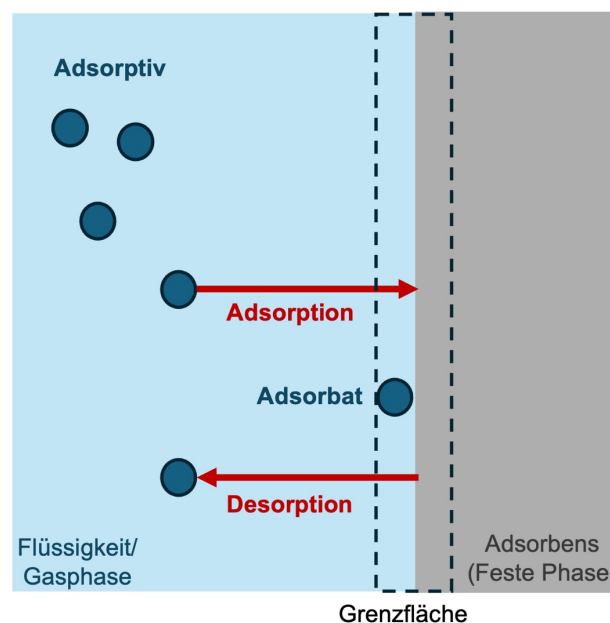 Adsorptiv
Adsorption
Adsorbat
Desorption
Flüssigkeit/
Gasphase
Adsorbens
(Feste Phase
Grenzfläche